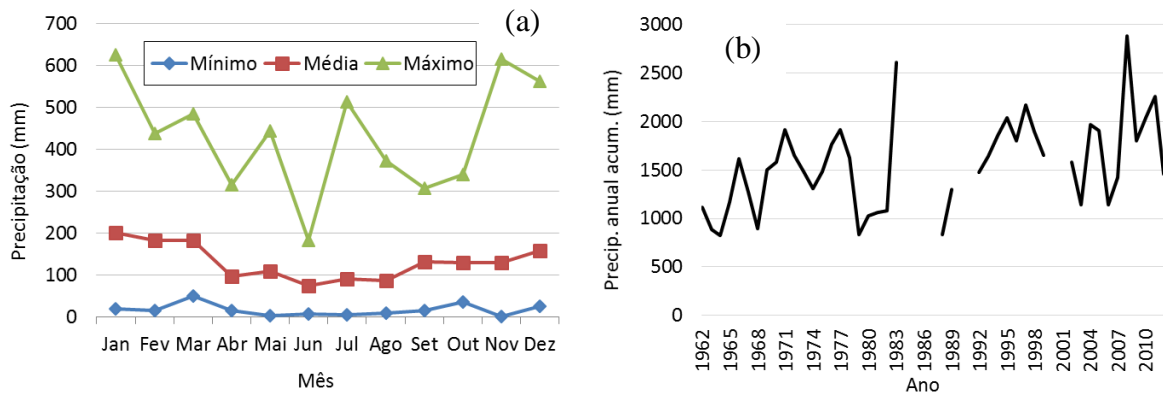 (a)
Precipitação (mm)
700
600
500
400
300
200
100
0
Mínimo Média Máximo
Jan Fev Mar Abr Mai Jun Jul Ago Set Out Nov Dez
Mês
(b)
Precip. anual acum. (mm)
3000
2500
2000
1500
1000
500
0
1962 1965 1968 1971 1974 1977 1980 1983 1986 1989 1992 1995 1998 2001 2004 2007 2010
Ano